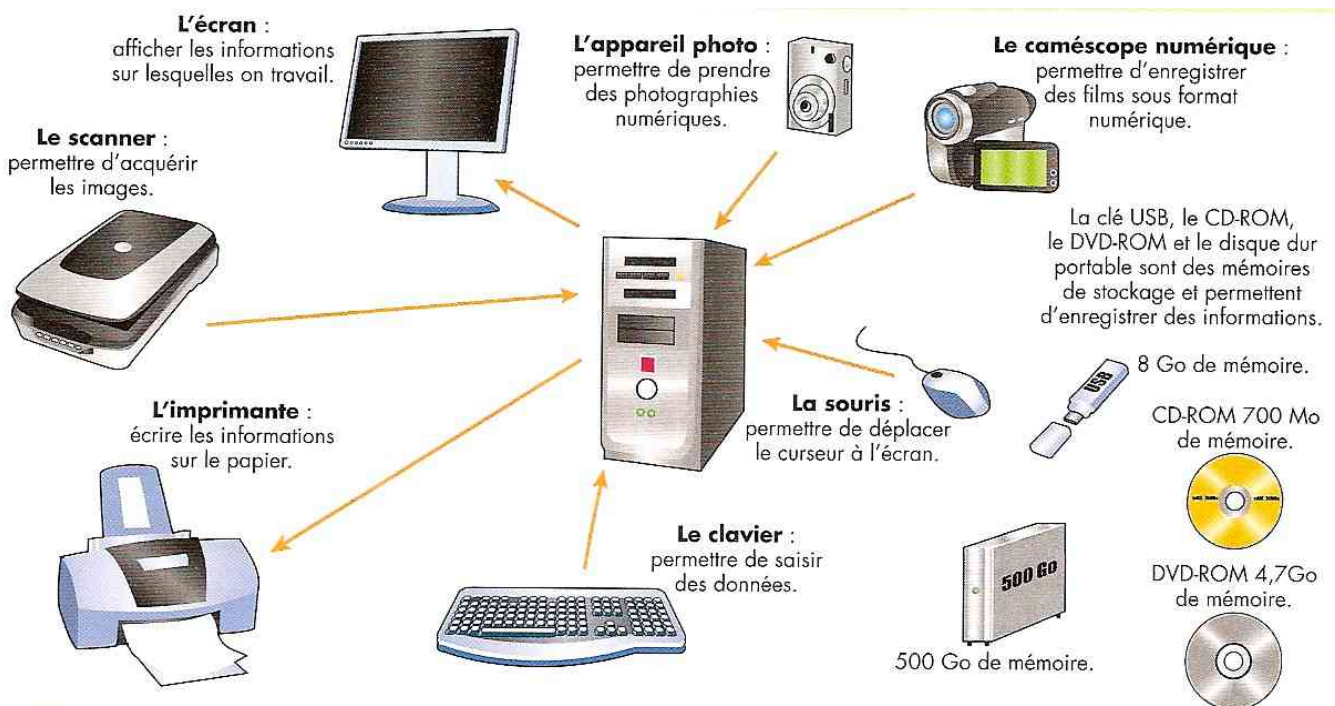 L'écran :
afficher les informations
sur lesquelles on travail.
L'appareil photo :
permettre de prendre
des photographies
numériques.
Le caméscope numérique :
permettre d'enregistrer
des films sous format
numérique.
Le scanner :
permettre d'acquérir
les images.
La clé USB, le CD-ROM,
le DVD-ROM et le disque dur
portable sont des mémoires
de stockage et permettent
d'enregistrer des informations.
USB
8 Go de mémoire.
L'imprimante :
écrire les informations
sur le papier.
La souris :
permettre de déplacer
le curseur à l'écran.
CD-ROM 700 Mo
de mémoire.
Le clavier :
permettre de saisir
des données.
500 Go
500 Go de mémoire.
DVD-ROM 4,7Go
de mémoire.